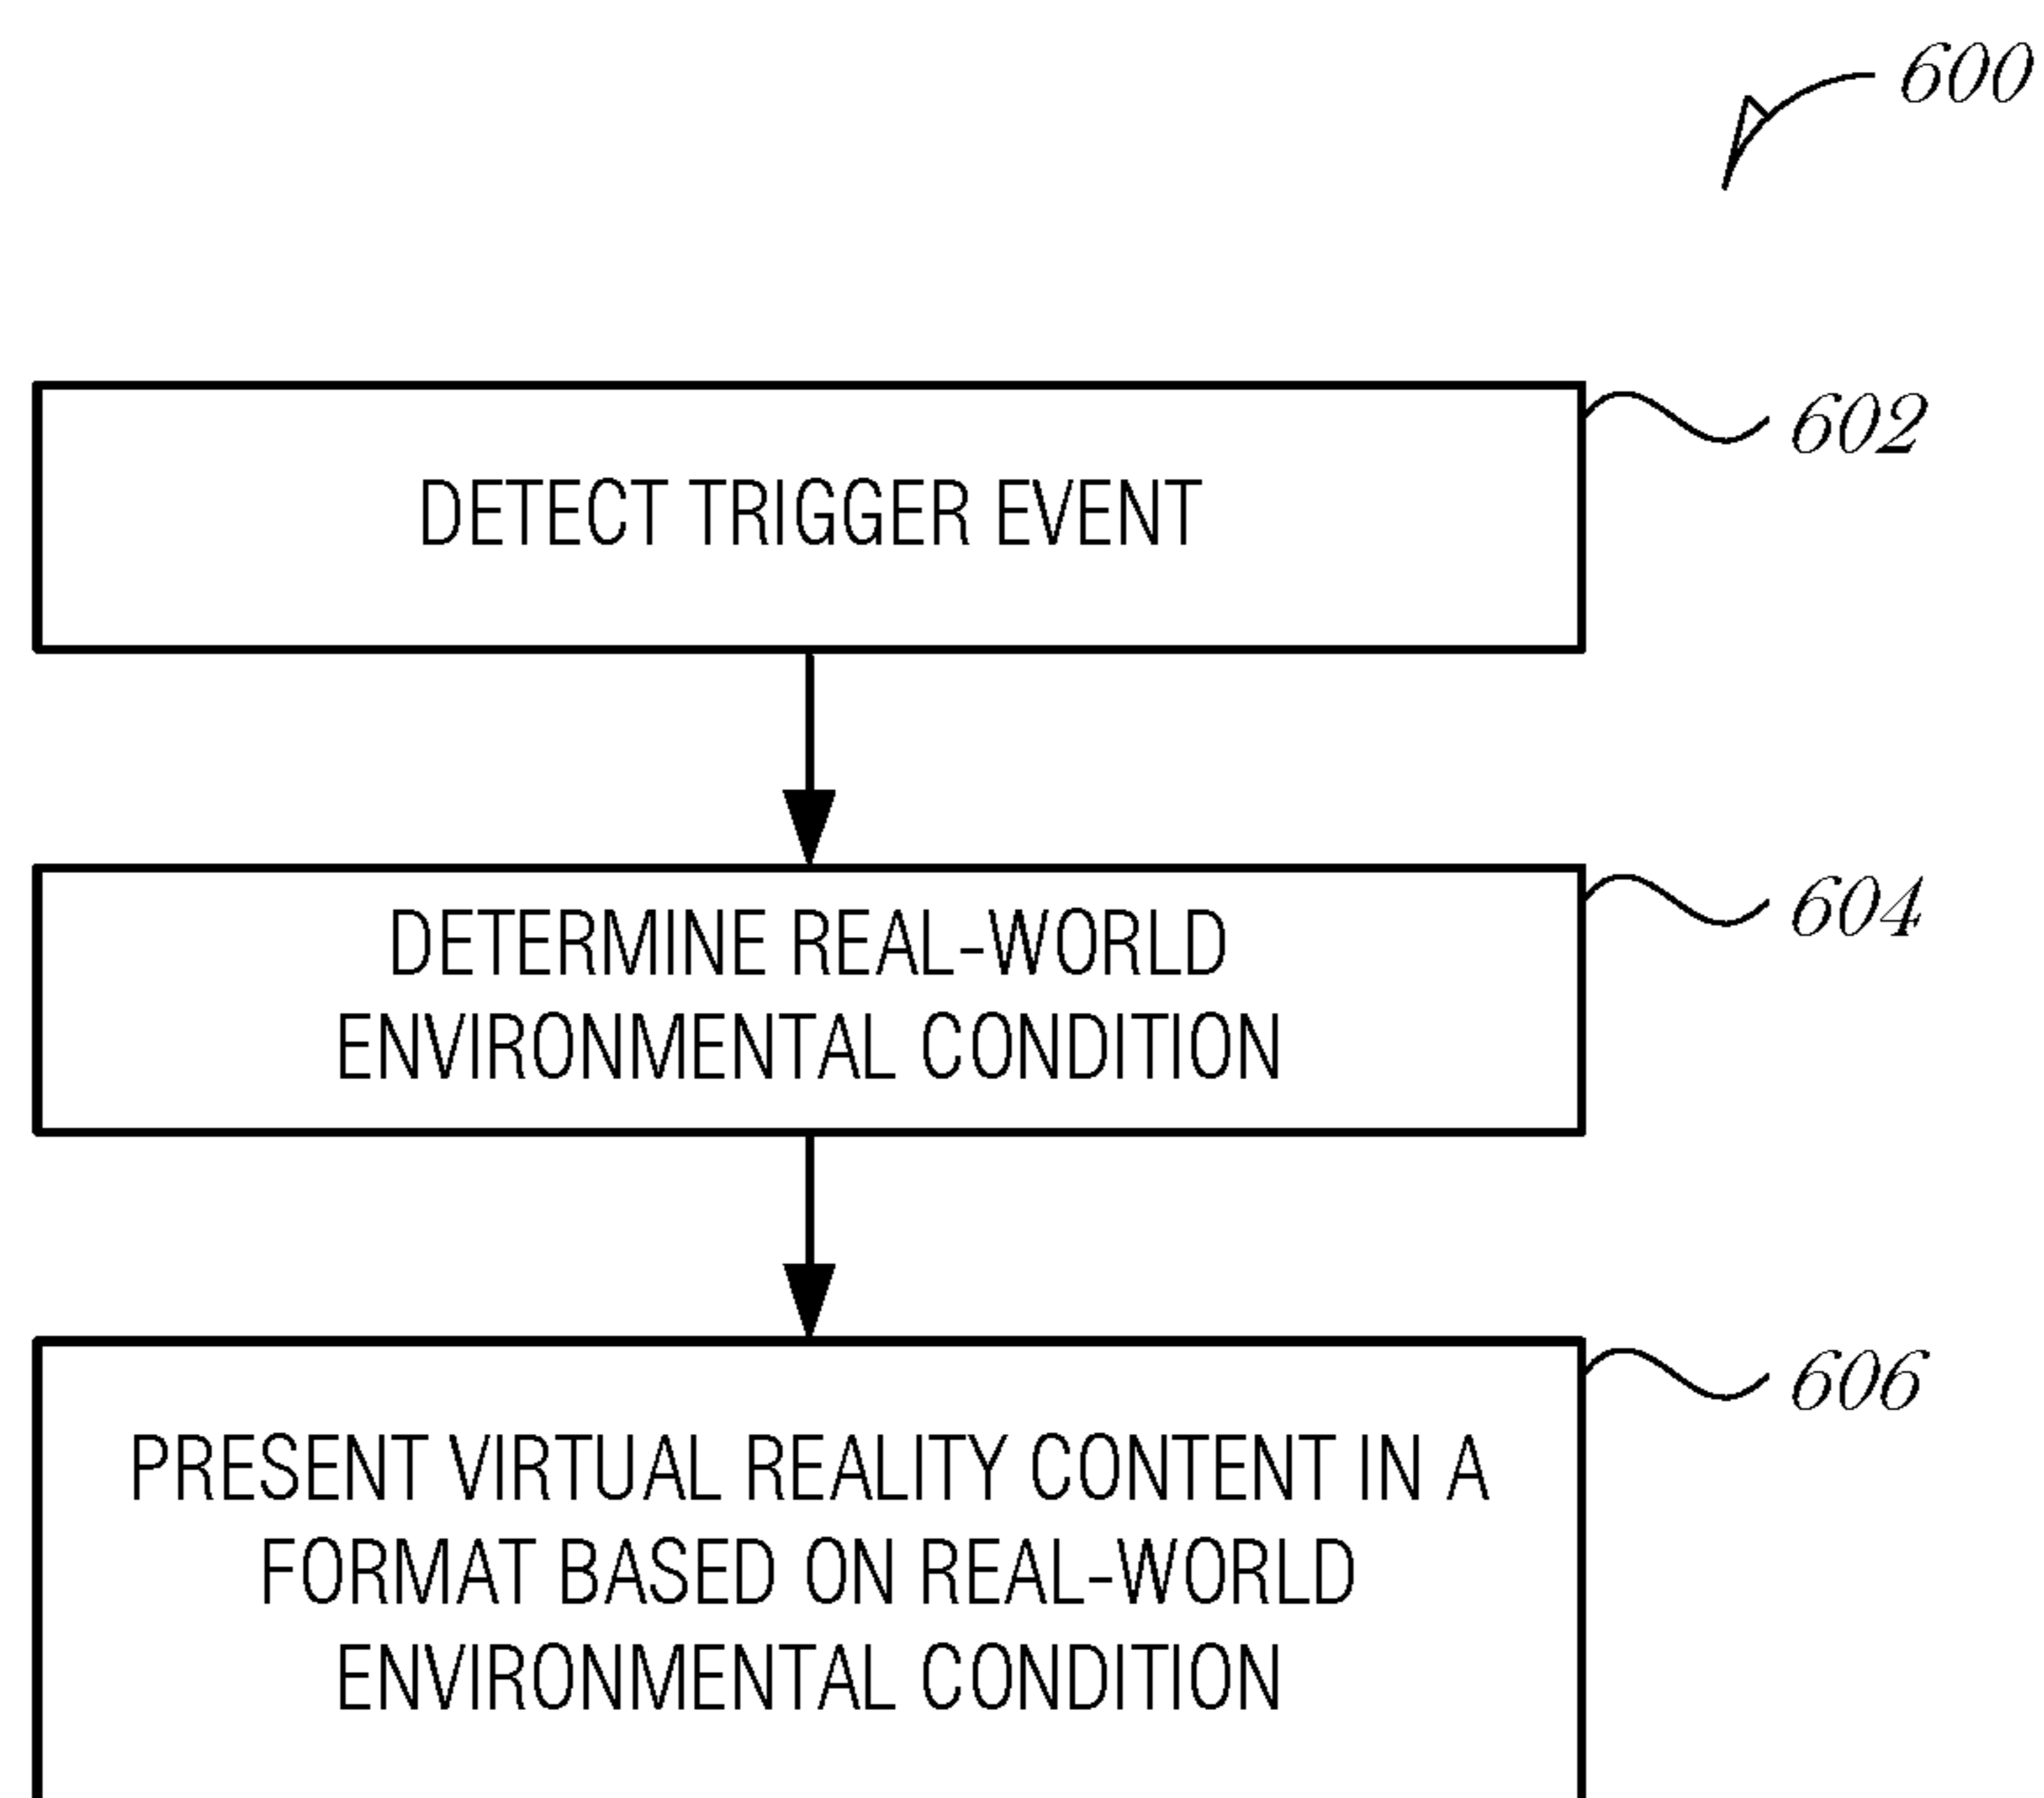 600
DETECT TRIGGER EVENT
602
DETERMINE REAL-WORLD
ENVIRONMENTAL CONDITION
604
PRESENT VIRTUAL REALITY CONTENT IN A
FORMAT BASED ON REAL-WORLD
ENVIRONMENTAL CONDITION
606